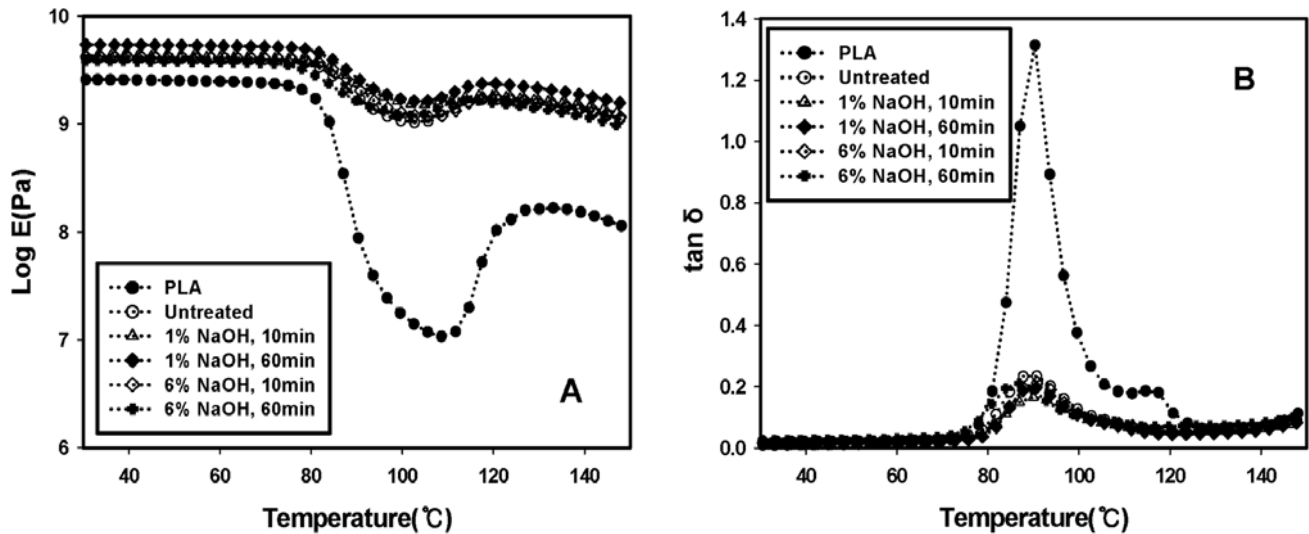 10
9
8
7
6
Log E(Pa)
PLA
Untreated
1% NaOH, 10min
1% NaOH, 60min
6% NaOH, 10min
6% NaOH, 60min
A
40 60 80 100 120 140
Temperature(℃)
1.4
1.2
1.0
0.8
0.6
0.4
0.2
0.0
tan δ
PLA
Untreated
1% NaOH, 10min
1% NaOH, 60min
6% NaOH, 10min
6% NaOH, 60min
B
40 60 80 100 120 140
Temperature(℃)